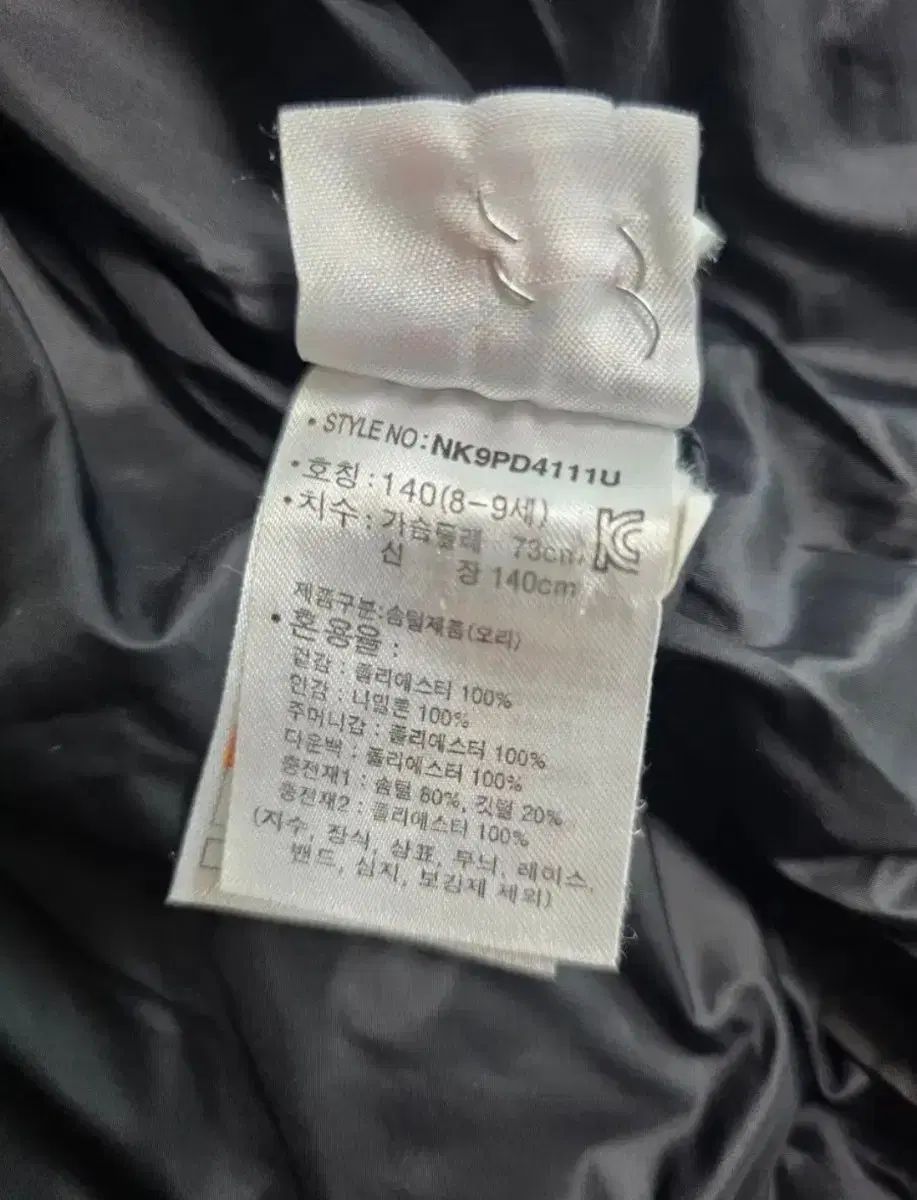 • STYLE NO : NK9PD4111U
• 호칭 : 140(8-9세)
• 치수 : 가슴둘레 73cm,
신 장 140cm
KC
제품구분:솜털제품(오리)
• 혼용율 :
겉감 : 폴리에스터 100%
안감 : 나일론 100%
주머니감 : 폴리에스터 100%
다운백 : 폴리에스터 100%
충전재1 : 솜털 80%, 깃털 20%
충전재2 : 폴리에스터 100%
(자수, 장식, 상표, 무늬, 레이스,
밴드, 심지, 보강재 제외)